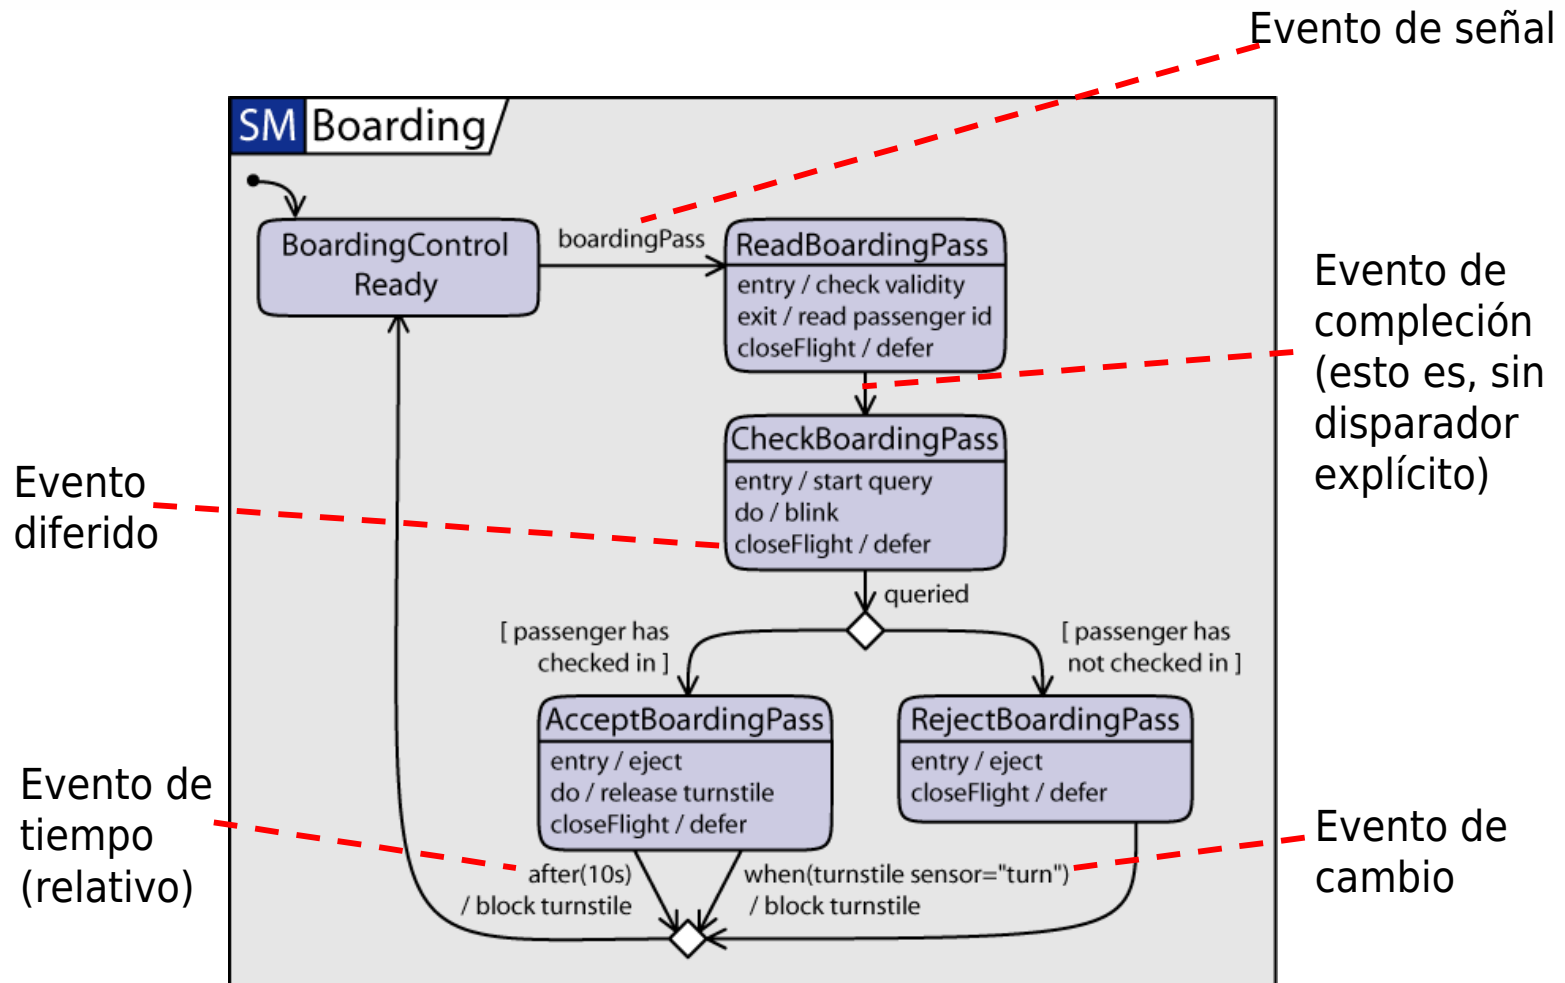 Evento de señal
SM Boarding
BoardingControl
Ready
boardingPass
ReadBoardingPass
entry / check validity
exit / read passenger id
closeFlight / defer
Evento de
compleción
(esto es, sin
disparador
explícito)
CheckBoardingPass
entry / start query
do / blink
closeFlight / defer
Evento
diferido
queried
[ passenger has
checked in ]
[ passenger has
not checked in ]
AcceptBoardingPass
entry / eject
do / release turnstile
closeFlight / defer
RejectBoardingPass
entry / eject
closeFlight / defer
Evento de
tiempo
(relativo)
Evento de
cambio
after(10s)
/ block turnstile
when(turnstile sensor="turn")
/ block turnstile